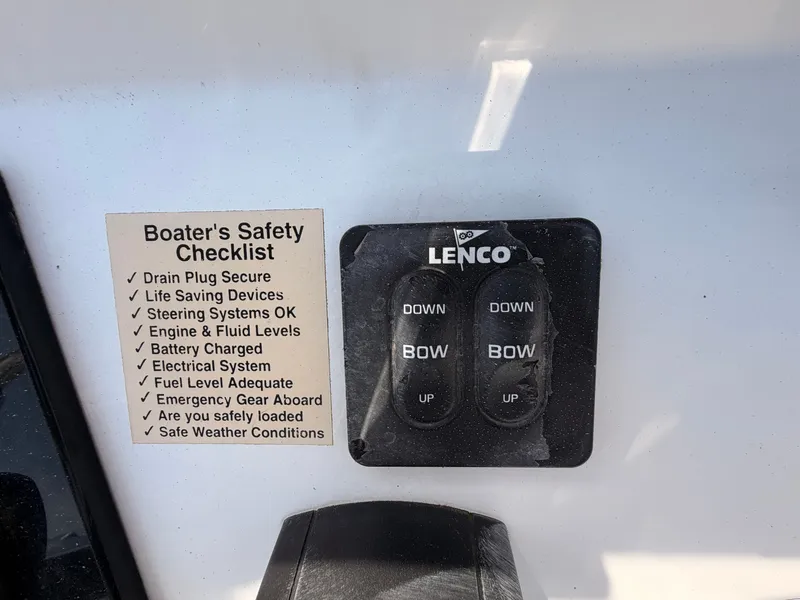 Boater's Safety
Checklist
✓ Drain Plug Secure
✓ Life Saving Devices
✓ Steering Systems OK
✓ Engine & Fluid Levels
✓ Battery Charged
✓ Electrical System
✓ Fuel Level Adequate
✓ Emergency Gear Aboard
✓ Are you safely loaded
✓ Safe Weather Conditions
LENCO™
DOWN DOWN
BOW BOW
UP UP